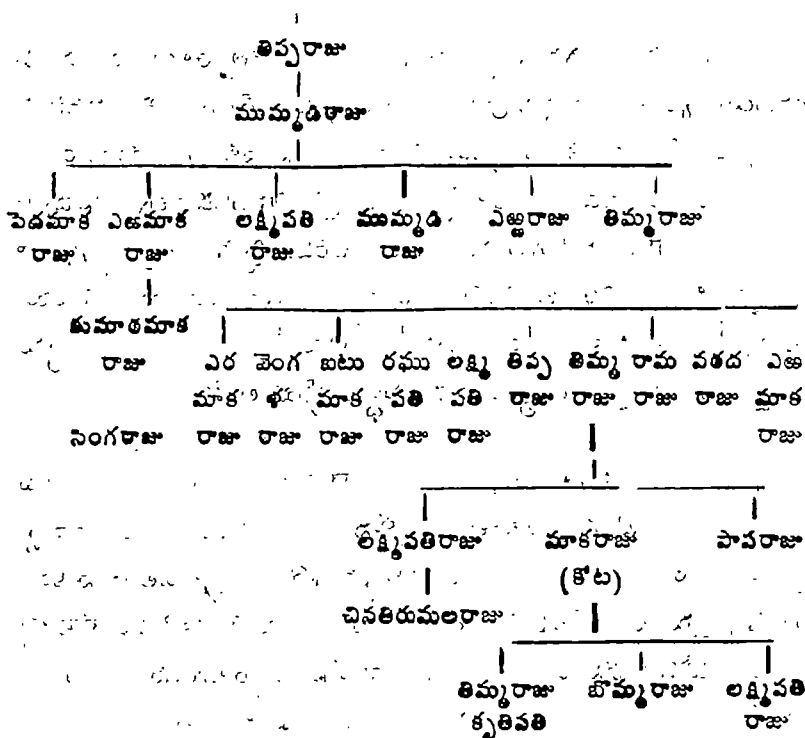 తిప్పరాజు
ముమ్మడిరాజు
పెదమాక ఎఱమాక లక్ష్మిపతి ముమ్మడి ఎఱ్ఱరాజు తిమ్మరాజు
రాజు రాజు రాజు రాజు
కుమారమాక
రాజు ఎర వెంగ ఐటు రఘు లక్ష్మి తిప్ప తిమ్మ రామ వరద ఎఱ
మాక ళ మాక పతి పతి రాజు రాజు రాజు రాజు మాక
సింగరాజు రాజు రాజు రాజు రాజు రాజు రాజు
లక్ష్మిపతిరాజు మాకరాజు పాపరాజు
(కోట)
చినతిరుమలరాజు
తిమ్మరాజు బొమ్మరాజు లక్ష్మిపతి
కృతిపతి రాజు